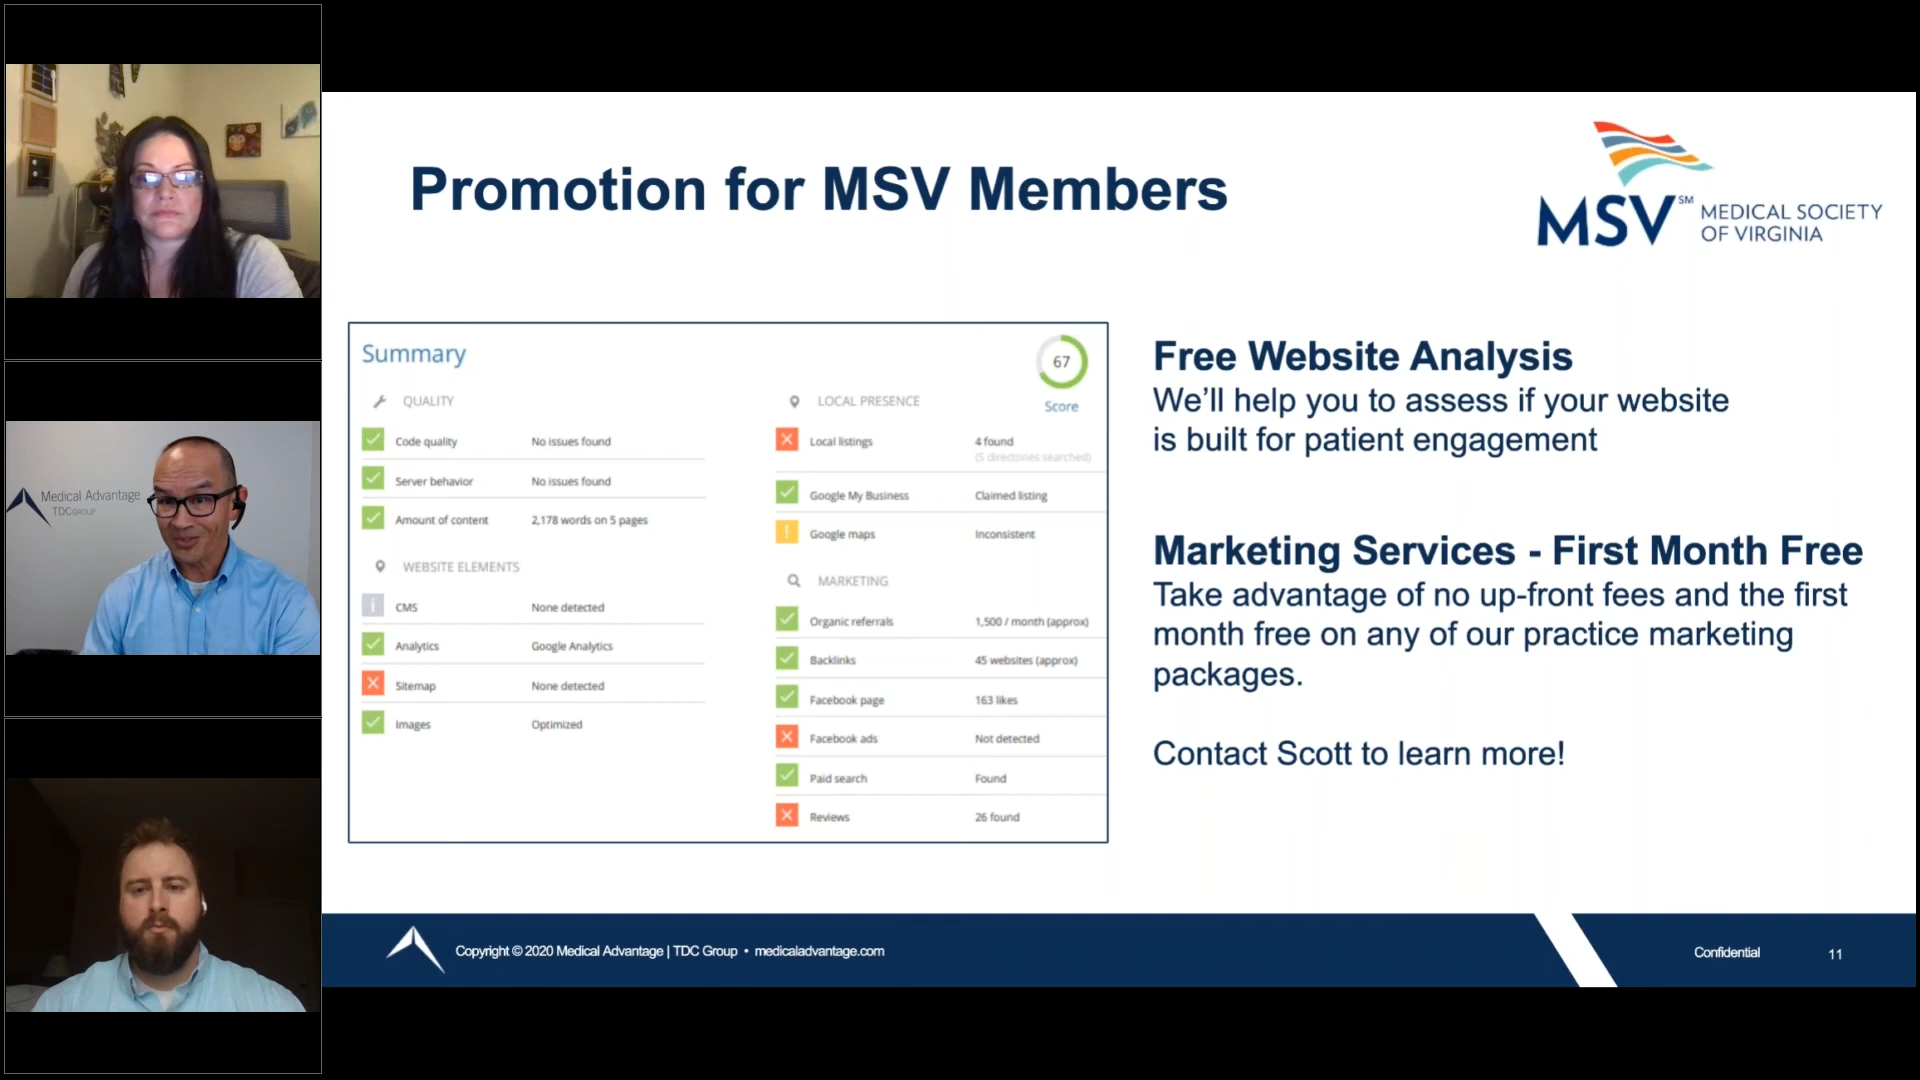 Medical Advantage
TDC GROUP
Promotion for MSV Members
MSV SM MEDICAL SOCIETY
OF VIRGINIA
Summary
67
Score
QUALITY
Code quality No issues found
Server behavior No issues found
Amount of content 2,178 words on 5 pages
WEBSITE ELEMENTS
CMS None detected
Analytics Google Analytics
Sitemap None detected
Images Optimized
LOCAL PRESENCE
Local listings 4 found
(5 directories searched)
Google My Business Claimed listing
Google maps Inconsistent
MARKETING
Organic referrals 1,500 / month (approx)
Backlinks 45 websites (approx)
Facebook page 163 likes
Facebook ads Not detected
Paid search Found
Reviews 26 found
Free Website Analysis
We’ll help you to assess if your website
is built for patient engagement
Marketing Services - First Month Free
Take advantage of no up-front fees and the first
month free on any of our practice marketing
packages.
Contact Scott to learn more!
Copyright © 2020 Medical Advantage | TDC Group • medicaladvantage.com
Confidential
11